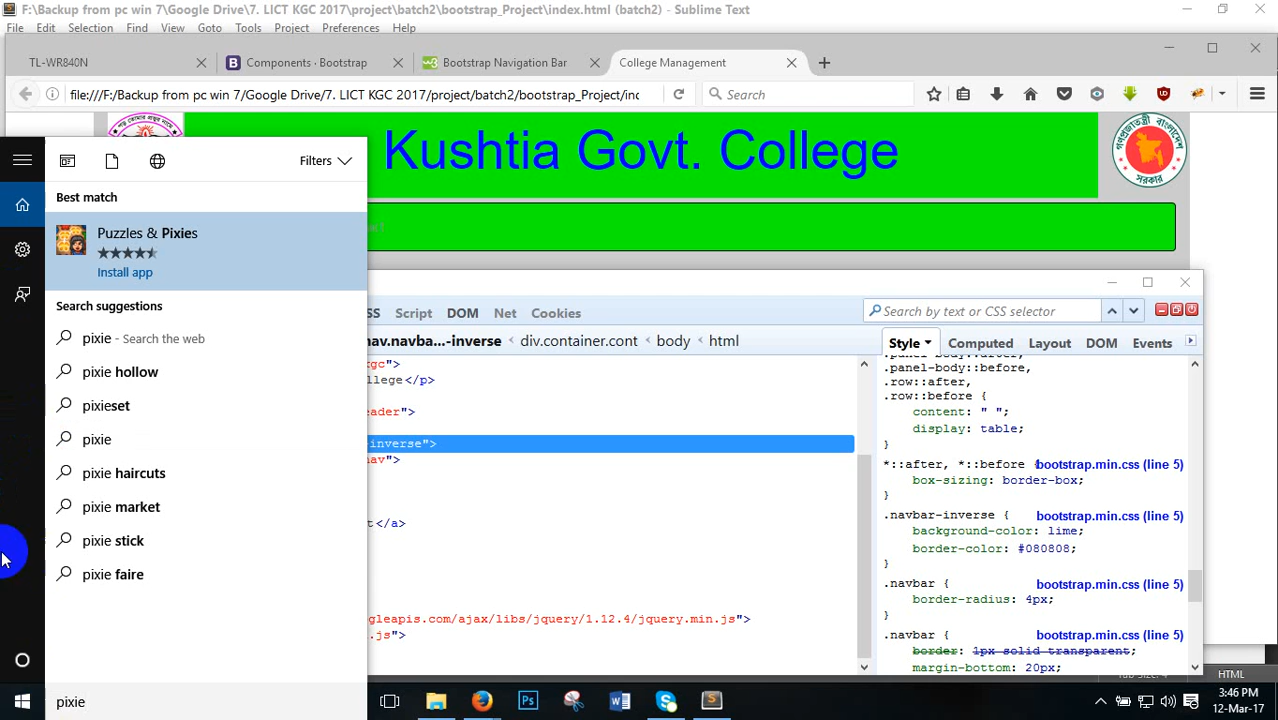 F:\Backup from pc win 7\Google Drive\7. LICT KGC 2017\project\batch2\bootstrap_Project\index.html (batch2) - Sublime Text
File Edit Selection Find View Goto Tools Project Preferences Help
TL-WR840N
Components · Bootstrap
Bootstrap Navigation Bar
College Management
file:///F:/Backup from pc win 7/Google Drive/7. LICT KGC 2017/project/batch2/bootstrap_Project/inc
Search
Kushtia Govt. College
Filters
Best match
Puzzles & Pixies
Install app
Search suggestions
pixie - Search the web
pixie hollow
pixieset
pixie
pixie haircuts
pixie market
pixie stick
pixie faire
pixie
SS Script DOM Net Cookies
Search by text or CSS selector
nav.navba...-inverse < div.container.cont < body < html
Style Computed Layout DOM Events
kgc">
llege</p>
eader">
inverse">
av">
t</a>
gleapis.com/ajax/libs/jquery/1.12.4/jquery.min.js">
.js">
.panel-body::after,
.panel-body::before,
.row::after,
.row::before {
content: " ";
display: table;
}
*::after, *::before { bootstrap.min.css (line 5)
box-sizing: border-box;
}
.navbar-inverse { bootstrap.min.css (line 5)
background-color: lime;
border-color: #080808;
}
.navbar { bootstrap.min.css (line 5)
border-radius: 4px;
}
.navbar { bootstrap.min.css (line 5)
border: 1px solid transparent;
margin-bottom: 20px;
Tab Size: 4 HTML
3:46 PM
12-Mar-17